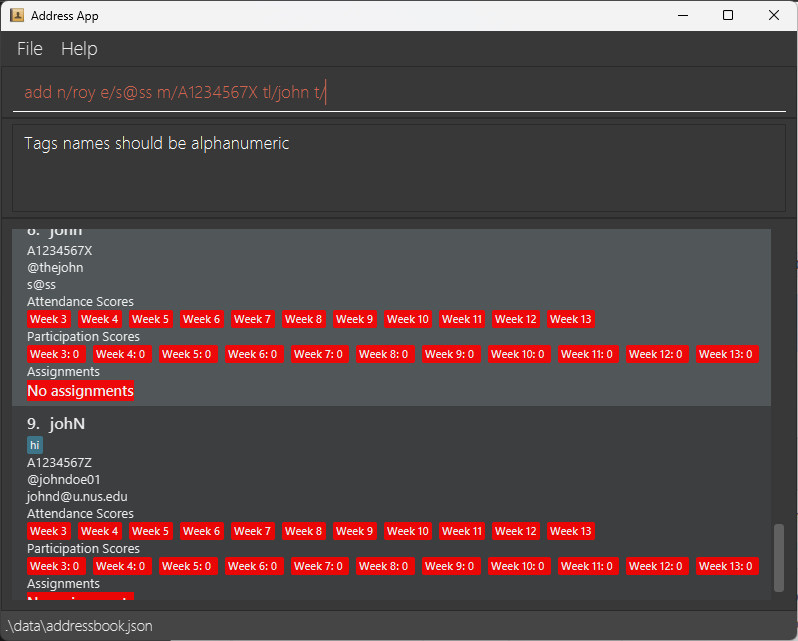 Address App
File Help
add n/roy e/s@ss m/A1234567X tl/john t/
Tags names should be alphanumeric
8. john
A1234567X
@thejohn
s@ss
Attendance Scores
Week 3 Week 4 Week 5 Week 6 Week 7 Week 8 Week 9 Week 10 Week 11 Week 12 Week 13
Participation Scores
Week 3: 0 Week 4: 0 Week 5: 0 Week 6: 0 Week 7: 0 Week 8: 0 Week 9: 0 Week 10: 0 Week 11: 0 Week 12: 0 Week 13: 0
Assignments
No assignments
9. johN
hi
A1234567Z
@johndoe01
johnd@u.nus.edu
Attendance Scores
Week 3 Week 4 Week 5 Week 6 Week 7 Week 8 Week 9 Week 10 Week 11 Week 12 Week 13
Participation Scores
Week 3: 0 Week 4: 0 Week 5: 0 Week 6: 0 Week 7: 0 Week 8: 0 Week 9: 0 Week 10: 0 Week 11: 0 Week 12: 0 Week 13: 0
Assignments
No assignments
.\data\addressbook.json